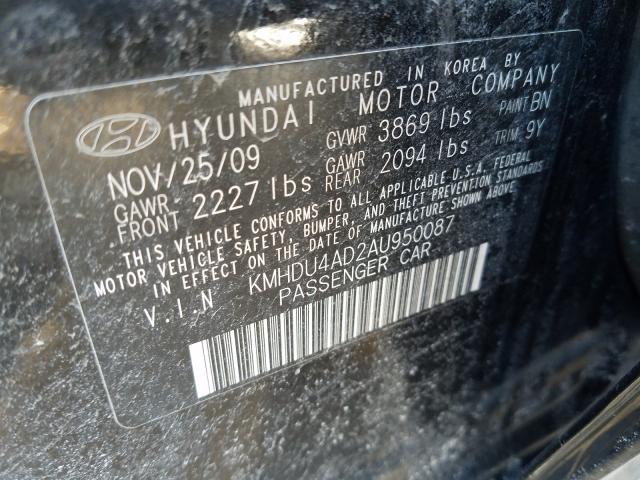 MANUFACTURED IN KOREA BY
HYUNDAI MOTOR COMPANY
NOV/25/09 GVWR 3869 lbs PAINT BN
GAWR FRONT 2227 lbs GAWR REAR 2094 lbs TRIM 9Y
THIS VEHICLE CONFORMS TO ALL APPLICABLE U.S.A. FEDERAL
MOTOR VEHICLE SAFETY, BUMPER, AND THEFT PREVENTION STANDARDS
IN EFFECT ON THE DATE OF MANUFACTURE SHOWN ABOVE.
V.I.N KMHDU4AD2AU950087
PASSENGER CAR